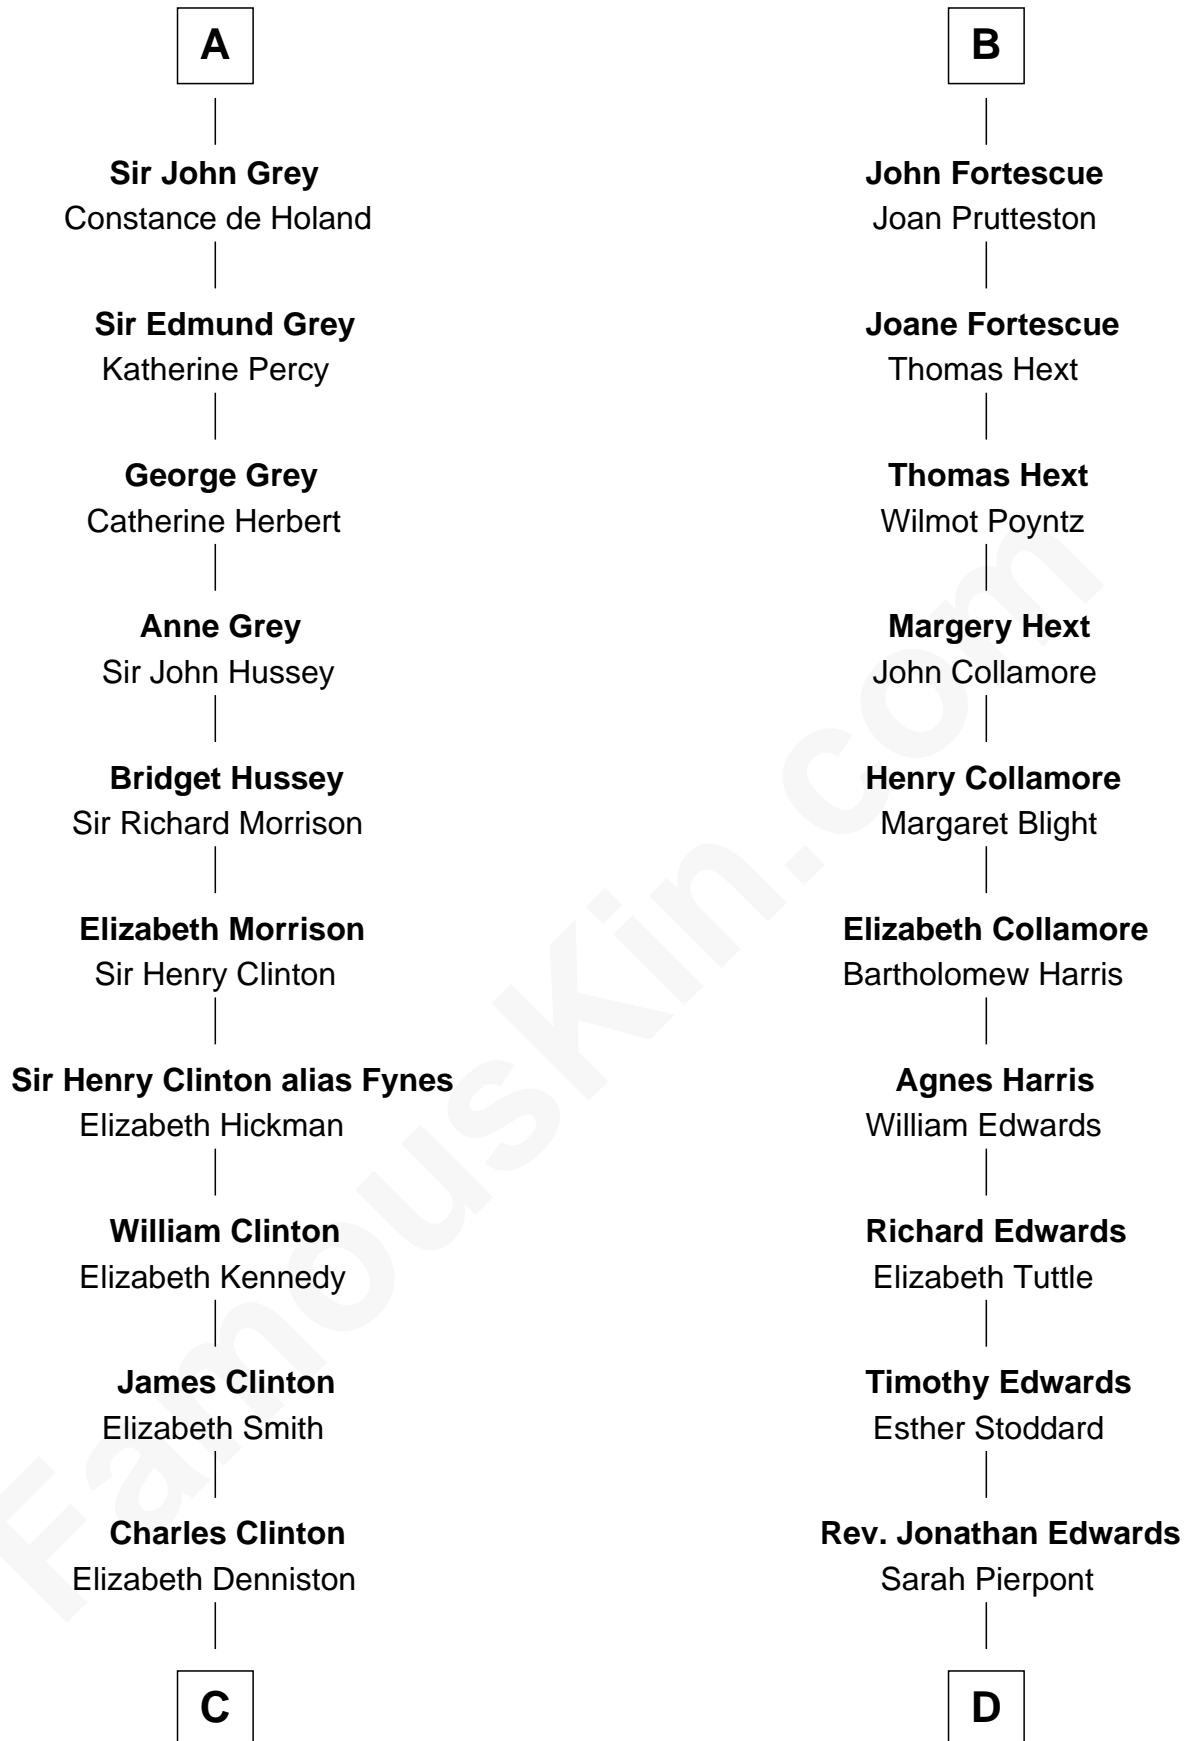 A
Sir John Grey
Constance de Holand
Sir Edmund Grey
Katherine Percy
George Grey
Catherine Herbert
Anne Grey
Sir John Hussey
Bridget Hussey
Sir Richard Morrison
Elizabeth Morrison
Sir Henry Clinton
Sir Henry Clinton alias Fynes
Elizabeth Hickman
William Clinton
Elizabeth Kennedy
James Clinton
Elizabeth Smith
Charles Clinton
Elizabeth Denniston
C
B
John Fortescue
Joan Prutteston
Joane Fortescue
Thomas Hext
Thomas Hext
Wilmot Poyntz
Margery Hext
John Collamore
Henry Collamore
Margaret Blight
Elizabeth Collamore
Bartholomew Harris
Agnes Harris
William Edwards
Richard Edwards
Elizabeth Tuttle
Timothy Edwards
Esther Stoddard
Rev. Jonathan Edwards
Sarah Pierpont
D
FamousKin.com